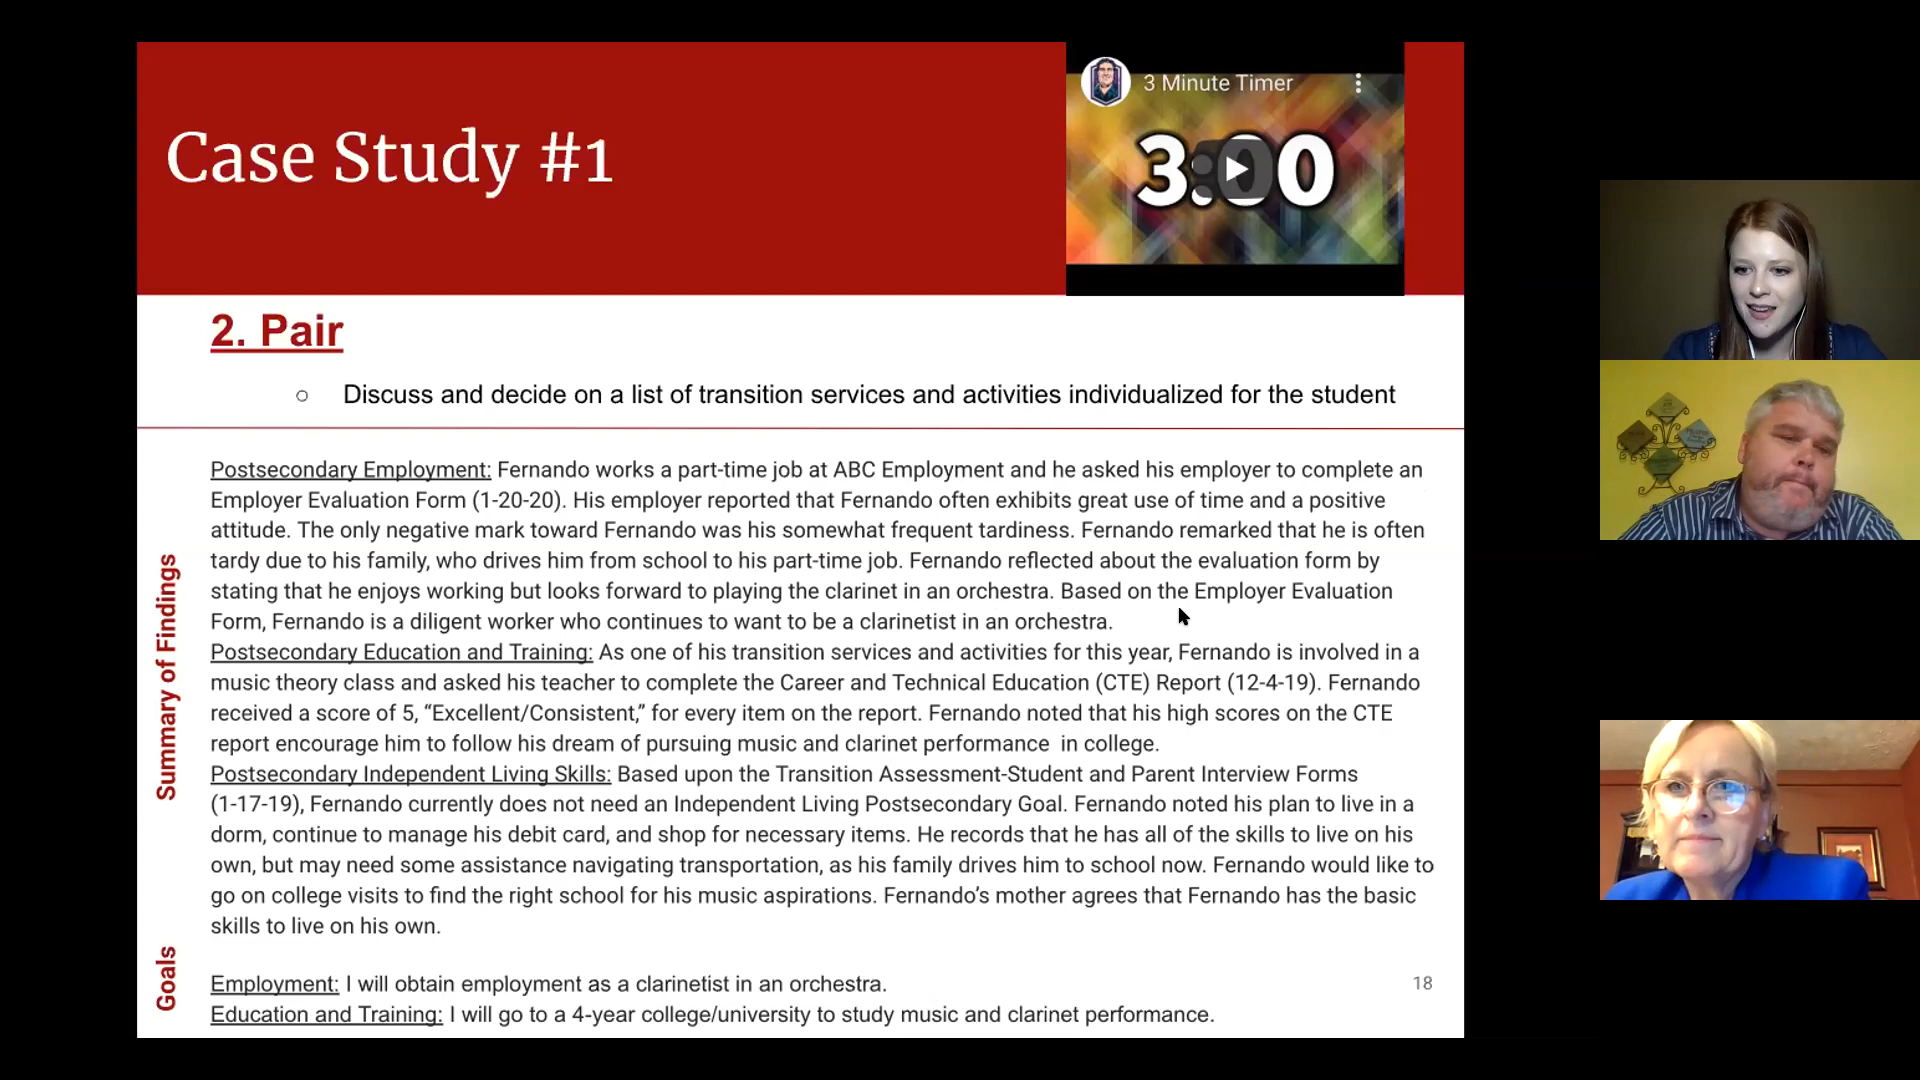 Case Study #1
3 Minute Timer
3:00
2. Pair
○ Discuss and decide on a list of transition services and activities individualized for the student
Summary of Findings
Postsecondary Employment: Fernando works a part-time job at ABC Employment and he asked his employer to complete an
Employer Evaluation Form (1-20-20). His employer reported that Fernando often exhibits great use of time and a positive
attitude. The only negative mark toward Fernando was his somewhat frequent tardiness. Fernando remarked that he is often
tardy due to his family, who drives him from school to his part-time job. Fernando reflected about the evaluation form by
stating that he enjoys working but looks forward to playing the clarinet in an orchestra. Based on the Employer Evaluation
Form, Fernando is a diligent worker who continues to want to be a clarinetist in an orchestra.
Postsecondary Education and Training: As one of his transition services and activities for this year, Fernando is involved in a
music theory class and asked his teacher to complete the Career and Technical Education (CTE) Report (12-4-19). Fernando
received a score of 5, “Excellent/Consistent,” for every item on the report. Fernando noted that his high scores on the CTE
report encourage him to follow his dream of pursuing music and clarinet performance in college.
Postsecondary Independent Living Skills: Based upon the Transition Assessment-Student and Parent Interview Forms
(1-17-19), Fernando currently does not need an Independent Living Postsecondary Goal. Fernando noted his plan to live in a
dorm, continue to manage his debit card, and shop for necessary items. He records that he has all of the skills to live on his
own, but may need some assistance navigating transportation, as his family drives him to school now. Fernando would like to
go on college visits to find the right school for his music aspirations. Fernando’s mother agrees that Fernando has the basic
skills to live on his own.
Goals
Employment: I will obtain employment as a clarinetist in an orchestra.
18
Education and Training: I will go to a 4-year college/university to study music and clarinet performance.